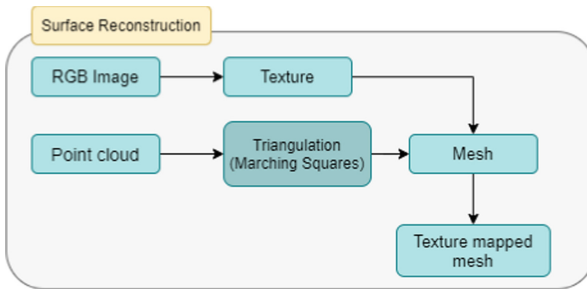 Surface Reconstruction
RGB Image
Texture
Point cloud
Triangulation
(Marching Squares)
Mesh
Texture mapped
mesh